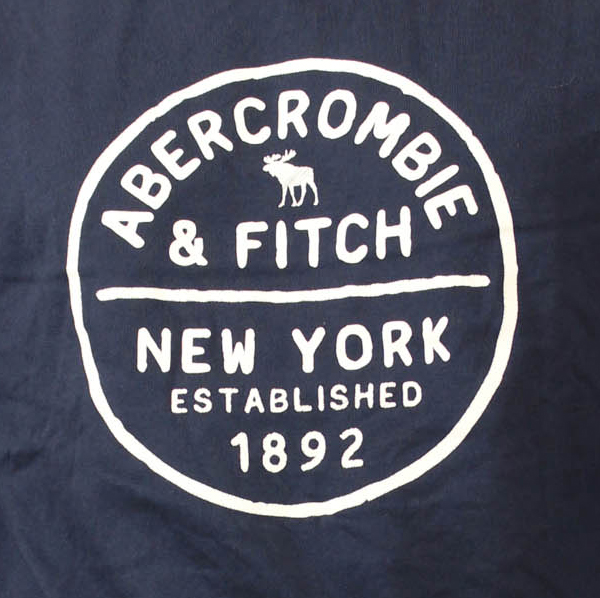 ABERCROMBIE
& FITCH
NEW YORK
ESTABLISHED
1892